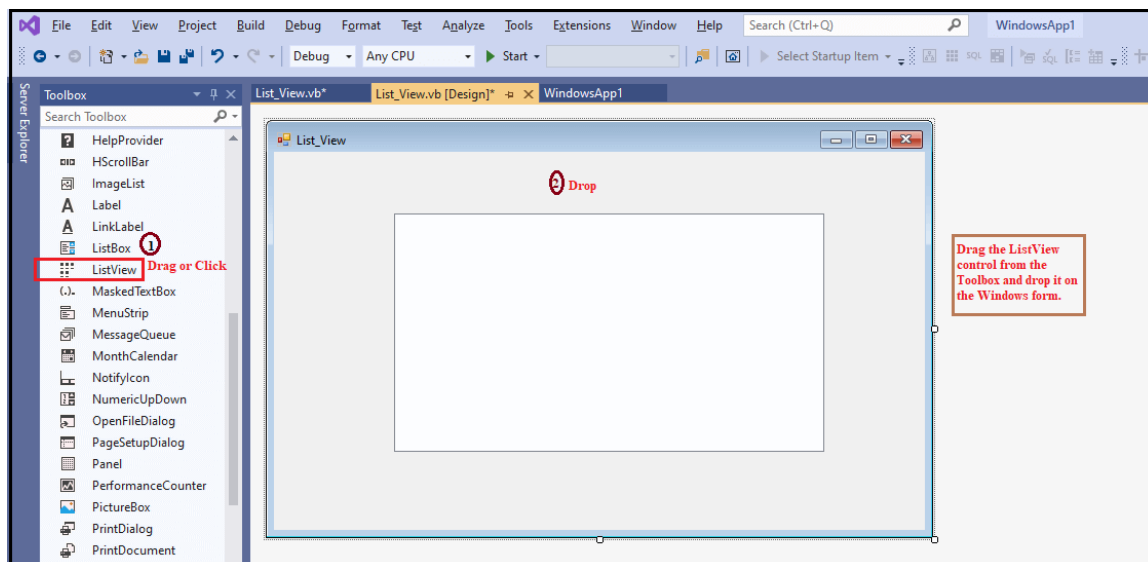 File Edit View Project Build Debug Format Test Analyze Tools Extensions Window Help Search (Ctrl+Q) WindowsApp1
Debug Any CPU Start Select Startup Item SQL SQL
Server Explorer
Toolbox
Search Toolbox
HelpProvider
HScrollBar
ImageList
Label
LinkLabel
ListBox 1
ListView Drag or Click
MaskedTextBox
MenuStrip
MessageQueue
MonthCalendar
NotifyIcon
NumericUpDown
OpenFileDialog
PageSetupDialog
Panel
PerformanceCounter
PictureBox
PrintDialog
PrintDocument
List_View.vb* List_View.vb [Design]* WindowsApp1
List_View
2 Drop
Drag the ListView
control from the
Toolbox and drop it on
the Windows form.